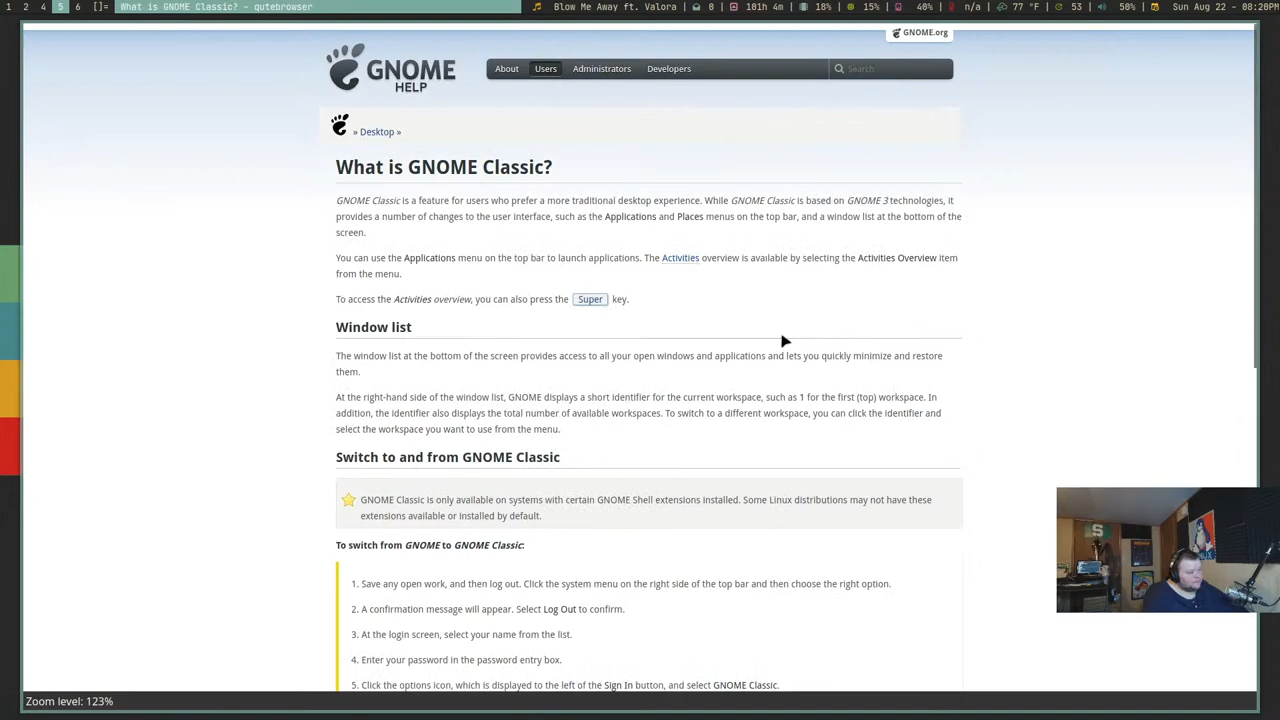 1 2 4 5 6 []= What is GNOME Classic? - qutebrowser Blow Me Away ft. Valora | 0 | 101h 4m | 18% | 15% | 40% | n/a | 77 °F | 53 | 50% | Sun Aug 22 - 08:20PM
GNOME.org
GNOME
HELP
About Users Administrators Developers Search
» Desktop »
What is GNOME Classic?
GNOME Classic is a feature for users who prefer a more traditional desktop experience. While GNOME Classic is based on GNOME 3 technologies, it
provides a number of changes to the user interface, such as the Applications and Places menus on the top bar, and a window list at the bottom of the
screen.
You can use the Applications menu on the top bar to launch applications. The Activities overview is available by selecting the Activities Overview item
from the menu.
To access the Activities overview, you can also press the Super key.
Window list
The window list at the bottom of the screen provides access to all your open windows and applications and lets you quickly minimize and restore
them.
At the right-hand side of the window list, GNOME displays a short identifier for the current workspace, such as 1 for the first (top) workspace. In
addition, the identifier also displays the total number of available workspaces. To switch to a different workspace, you can click the identifier and
select the workspace you want to use from the menu.
Switch to and from GNOME Classic
GNOME Classic is only available on systems with certain GNOME Shell extensions installed. Some Linux distributions may not have these
extensions available or installed by default.
To switch from GNOME to GNOME Classic:
1. Save any open work, and then log out. Click the system menu on the right side of the top bar and then choose the right option.
2. A confirmation message will appear. Select Log Out to confirm.
3. At the login screen, select your name from the list.
4. Enter your password in the password entry box.
5. Click the options icon, which is displayed to the left of the Sign In button, and select GNOME Classic.
Zoom level: 123%